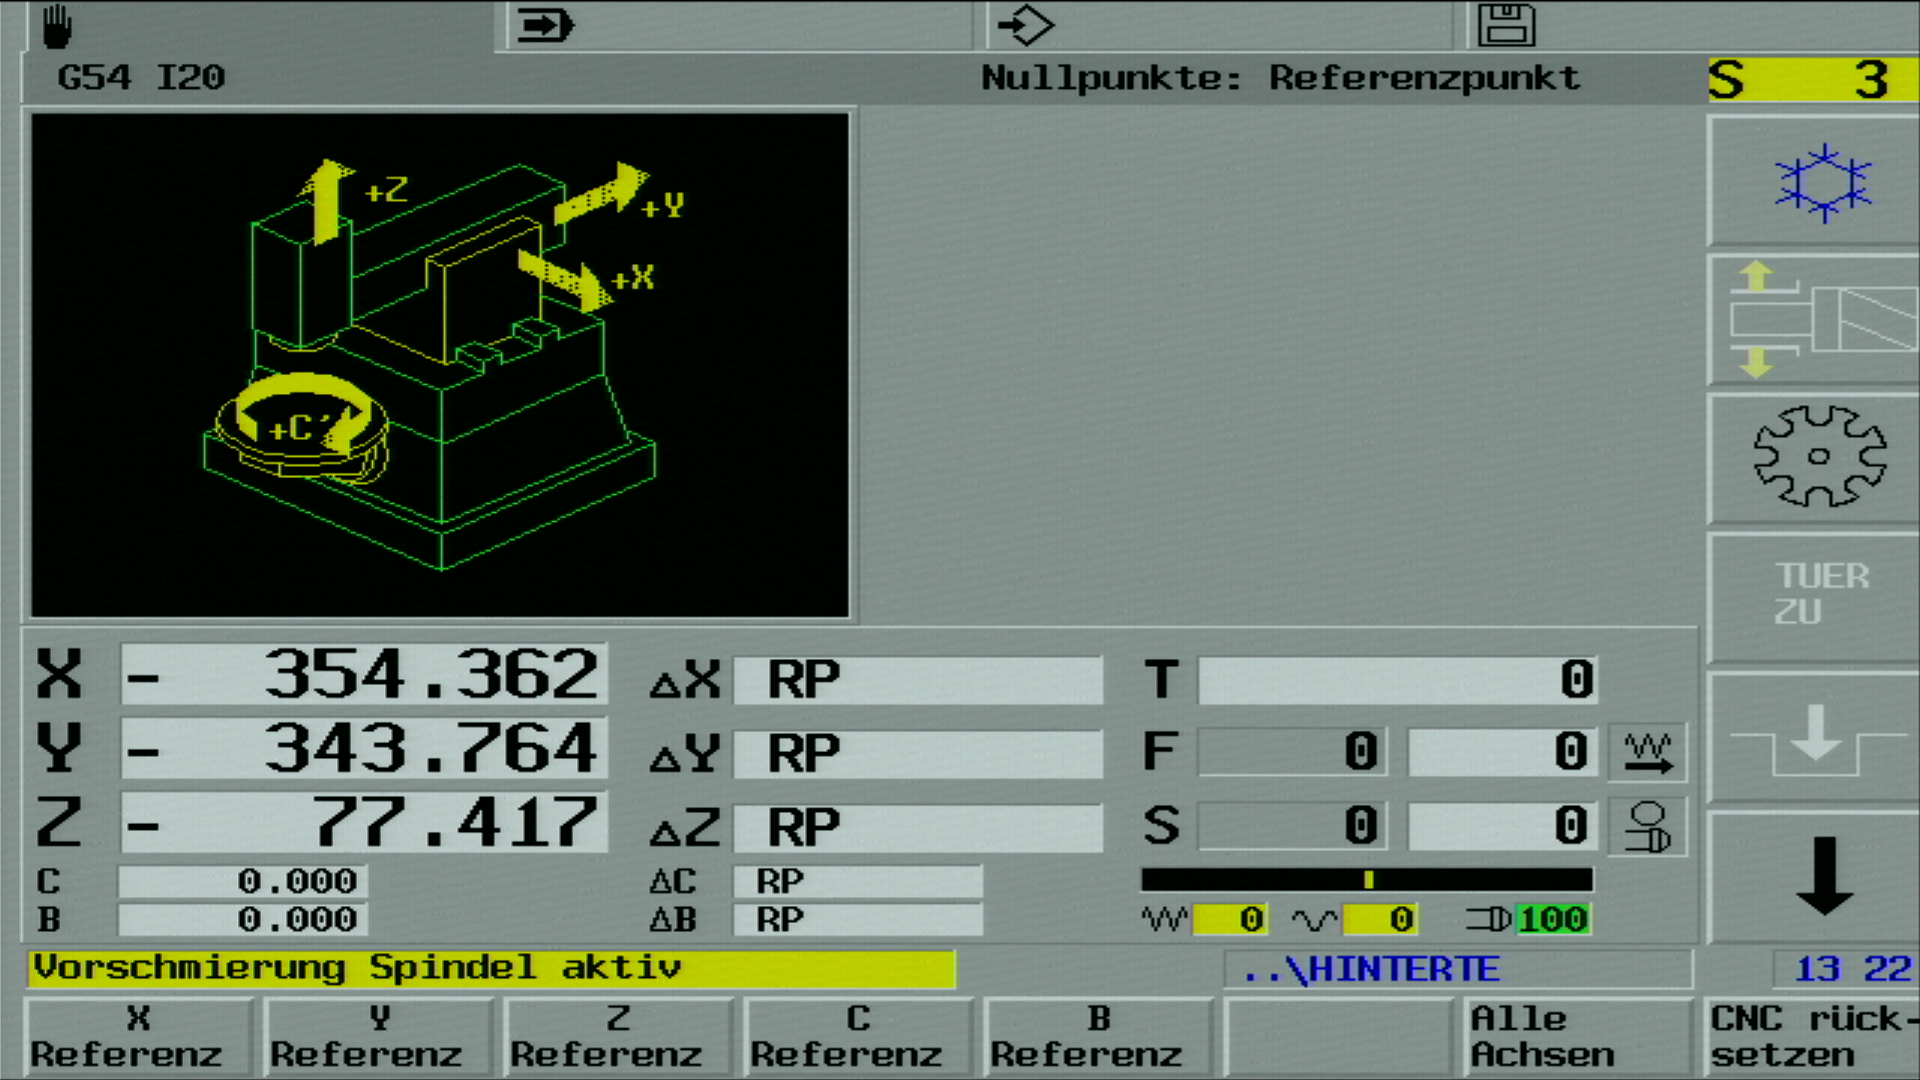 G54 I20
Nullpunkte: Referenzpunkt
S 3
+Z
+Y
+X
+C'
TUER
ZU
X - 354.362 ΔX RP T 0
Y - 343.764 ΔY RP F 0 0
Z - 77.417 ΔZ RP S 0 0
C 0.000 ΔC RP
B 0.000 ΔB RP 0 0 100
Vorschmierung Spindel aktiv
..\HINTERTE
13 22
X
Referenz
Y
Referenz
Z
Referenz
C
Referenz
B
Referenz
Alle
Achsen
CNC rück-
setzen